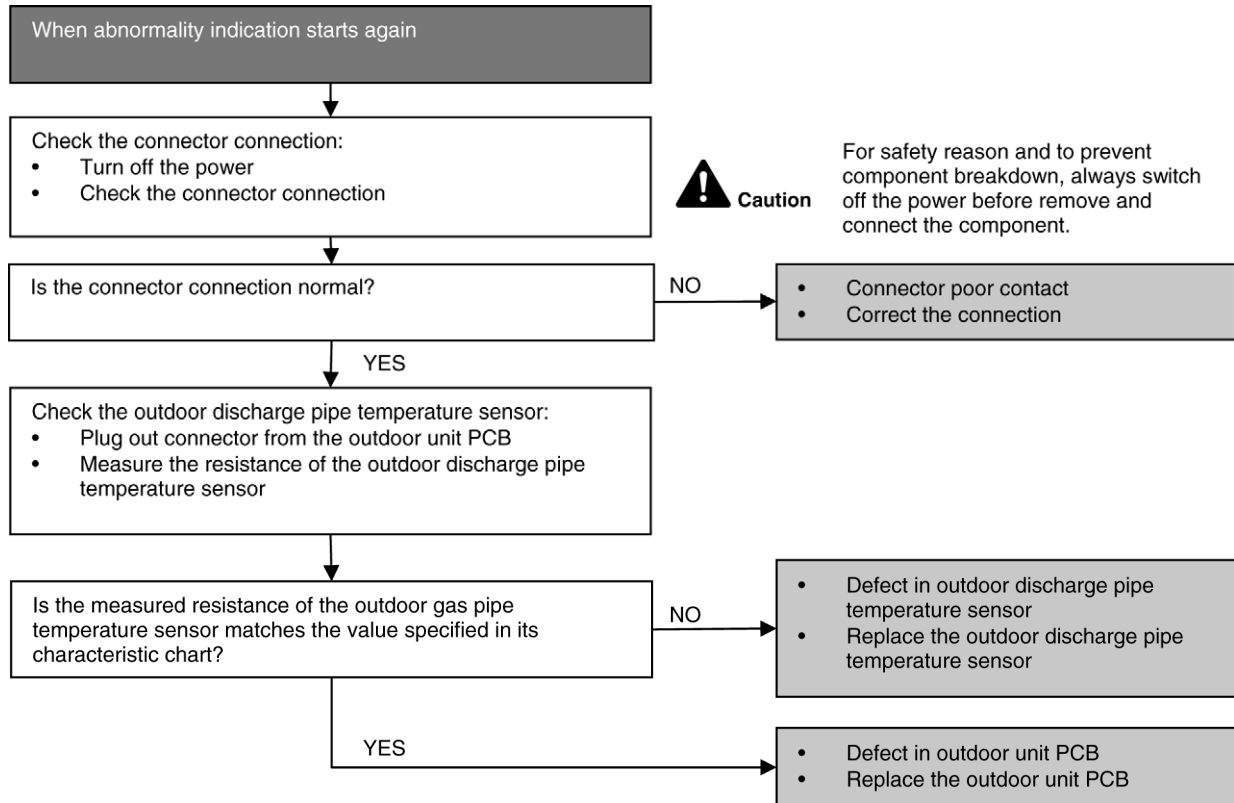 When abnormality indication starts again
Check the connector connection:
• Turn off the power
• Check the connector connection
For safety reason and to prevent
component breakdown, always switch
off the power before remove and
connect the component.
Caution
Is the connector connection normal?
NO
• Connector poor contact
• Correct the connection
YES
Check the outdoor discharge pipe temperature sensor:
• Plug out connector from the outdoor unit PCB
• Measure the resistance of the outdoor discharge pipe
temperature sensor
Is the measured resistance of the outdoor gas pipe
temperature sensor matches the value specified in its
characteristic chart?
NO
• Defect in outdoor discharge pipe
temperature sensor
• Replace the outdoor discharge pipe
temperature sensor
YES
• Defect in outdoor unit PCB
• Replace the outdoor unit PCB